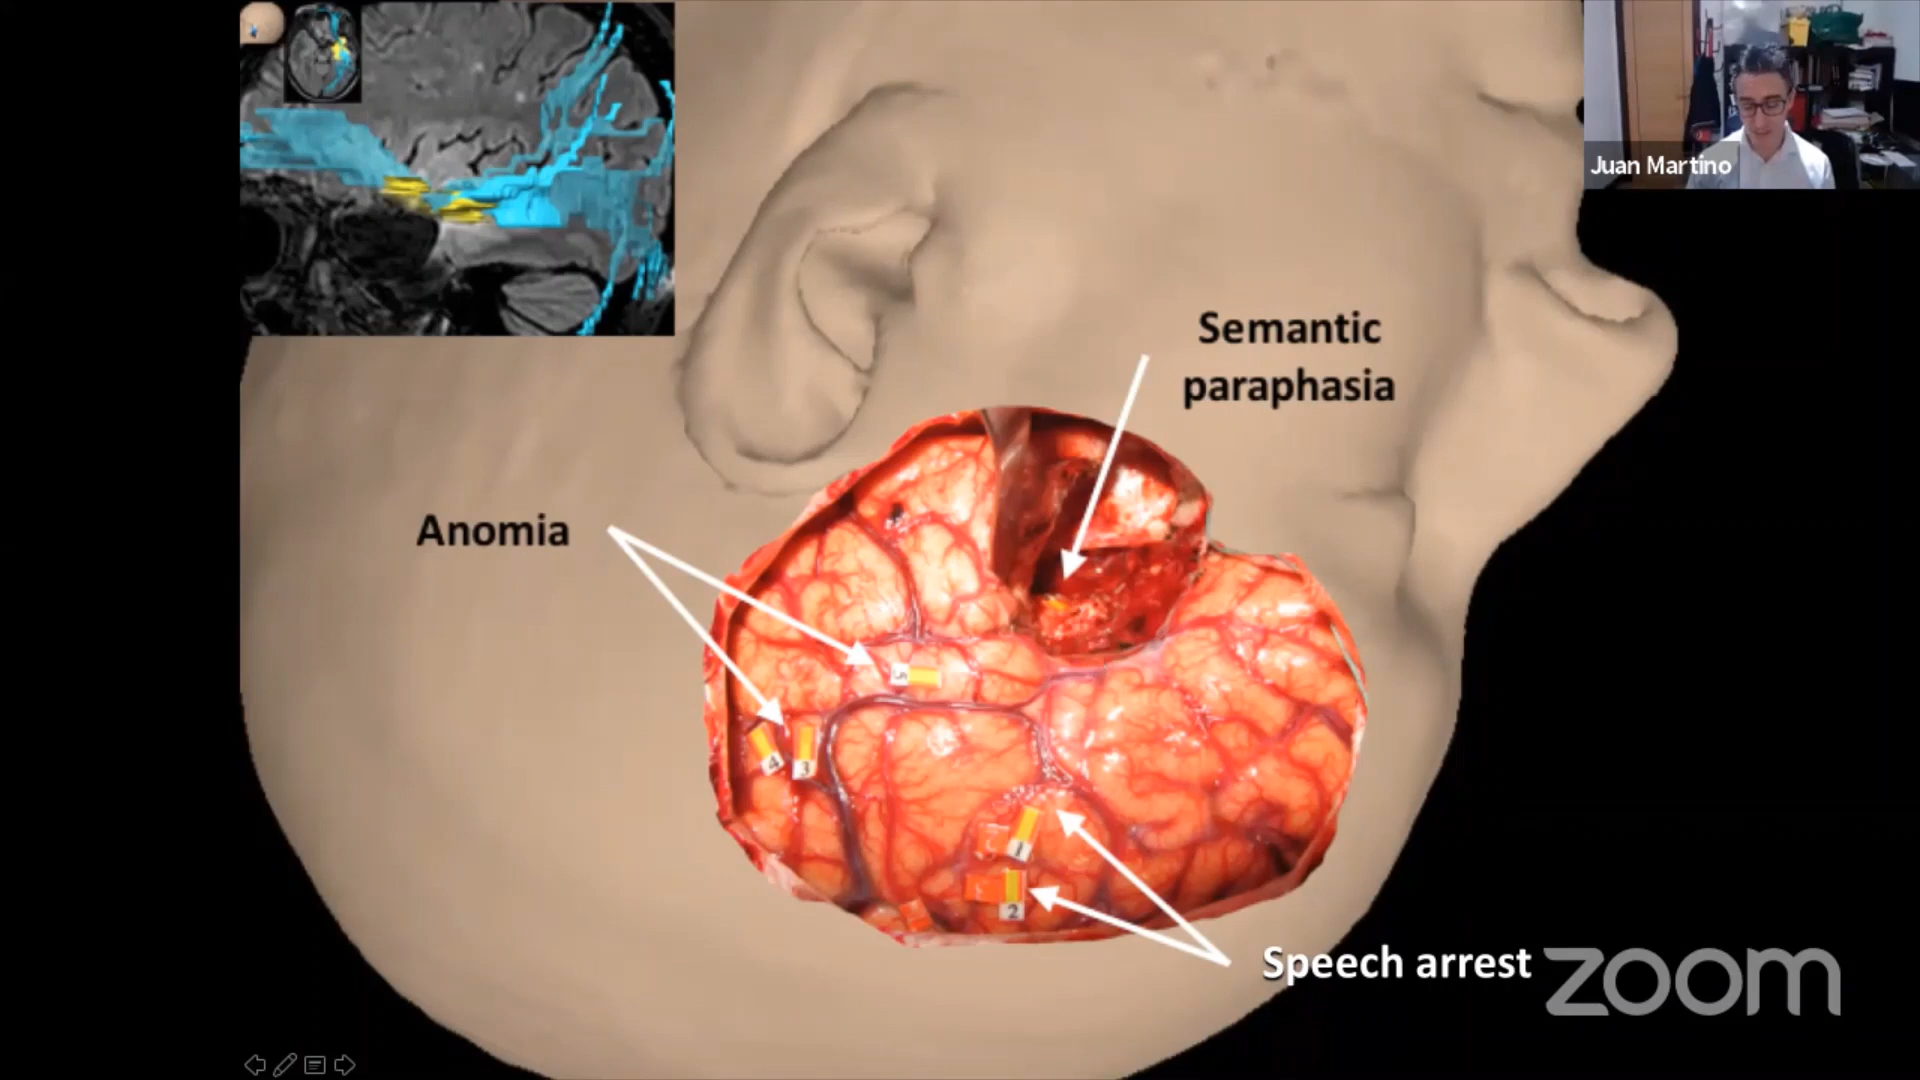 Juan Martino
Semantic
paraphasia
Anomia
5
4
3
1
2
Speech arrest
zoom